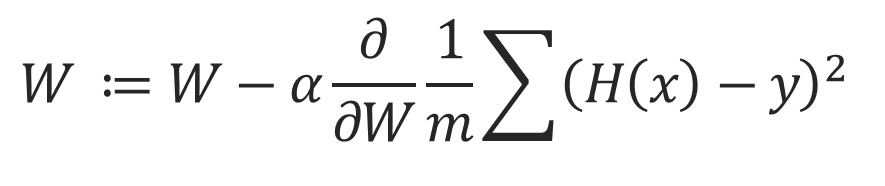 W := W − α ∂/∂W 1/m ∑(H(x) − y)²